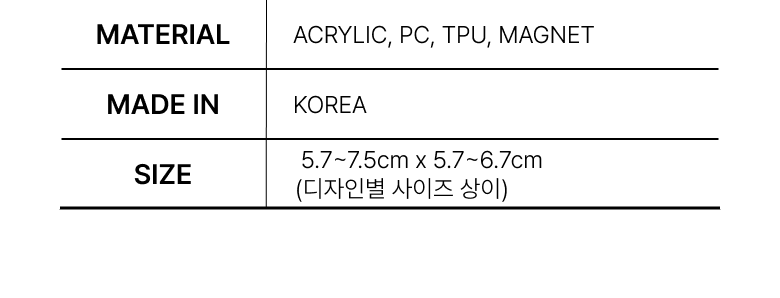 MATERIAL ACRYLIC, PC, TPU, MAGNET
MADE IN KOREA
SIZE 5.7~7.5cm x 5.7~6.7cm
(디자인별 사이즈 상이)